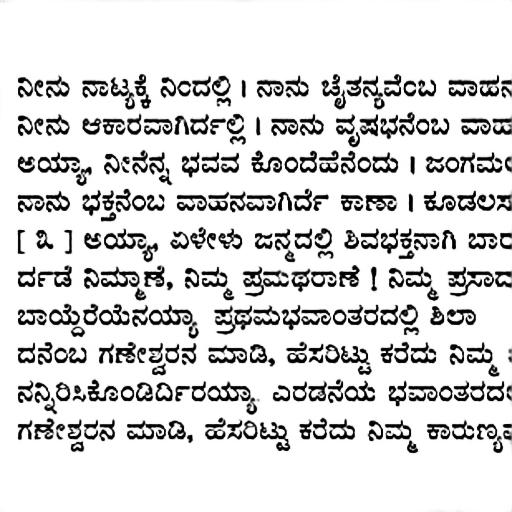 ನೀನು ನಾಟ್ಯಕ್ಕೆ ನಿಂದಲ್ಲಿ । ನಾನು ಚೈತನ್ಯವೆಂಬ ವಾಹನ
ನೀನು ಆಕಾರವಾಗಿರ್ದಲ್ಲಿ । ನಾನು ವೃಷಭನೆಂಬ ವಾಹ
ಅಯ್ಯಾ, ನೀನೆನ್ನ ಭವವ ಕೊಂದೆಹೆನೆಂದು । ಜಂಗಮ
ನಾನು ಭಕ್ತನೆಂಬ ವಾಹನವಾಗಿರ್ದೆ ಕಾಣಾ । ಕೂಡಲಸ
[ ೩ ] ಅಯ್ಯಾ, ಏಳೇಳು ಜನ್ಮದಲ್ಲಿ ಶಿವಭಕ್ತನಾಗಿ ಬಾರ
ರ್ದಡೆ ನಿಮ್ಮಾಣೆ, ನಿಮ್ಮ ಪ್ರಮಥರಾಣೆ ! ನಿಮ್ಮ ಪ್ರಸಾದ
ಬಾಯ್ದೆರೆಯೆನಯ್ಯಾ ಪ್ರಥಮಭವಾಂತರದಲ್ಲಿ ಶಿಲಾ
ದನೆಂಬ ಗಣೇಶ್ವರನ ಮಾಡಿ, ಹೆಸರಿಟ್ಟು ಕರೆದು ನಿಮ್ಮ
ನನ್ನಿರಿಸಿಕೊಂಡಿರ್ದಿರಯ್ಯಾ ಎರಡನೆಯ ಭವಾಂತರದ
ಗಣೇಶ್ವರನ ಮಾಡಿ, ಹೆಸರಿಟ್ಟು ಕರೆದು ನಿಮ್ಮ ಕಾರುಣ್ಯ